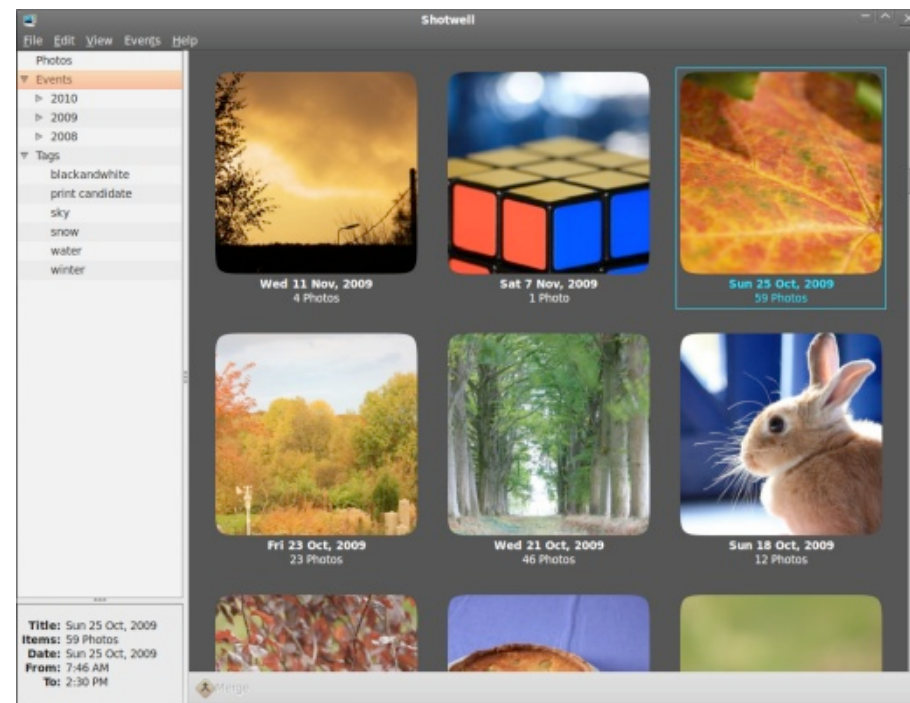 Shotwell
File Edit View Events Help
Photos
Events
2010
2009
2008
Tags
blackandwhite
print candidate
sky
snow
water
winter
Wed 11 Nov, 2009
4 Photos
Sat 7 Nov, 2009
1 Photo
Sun 25 Oct, 2009
59 Photos
Fri 23 Oct, 2009
23 Photos
Wed 21 Oct, 2009
46 Photos
Sun 18 Oct, 2009
12 Photos
Title: Sun 25 Oct, 2009
Items: 59 Photos
Date: Sun 25 Oct, 2009
From: 7:46 AM
To: 2:30 PM
Merge